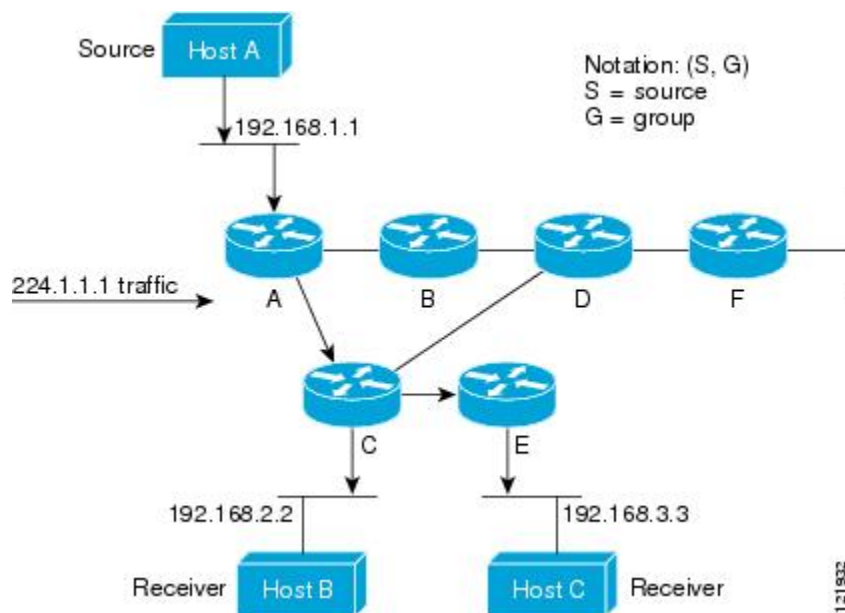 Source
Host A
Notation: (S, G)
S = source
G = group
192.168.1.1
A
B
D
F
224.1.1.1 traffic
C
E
192.168.2.2
192.168.3.3
Receiver
Host B
Host C
Receiver
121932